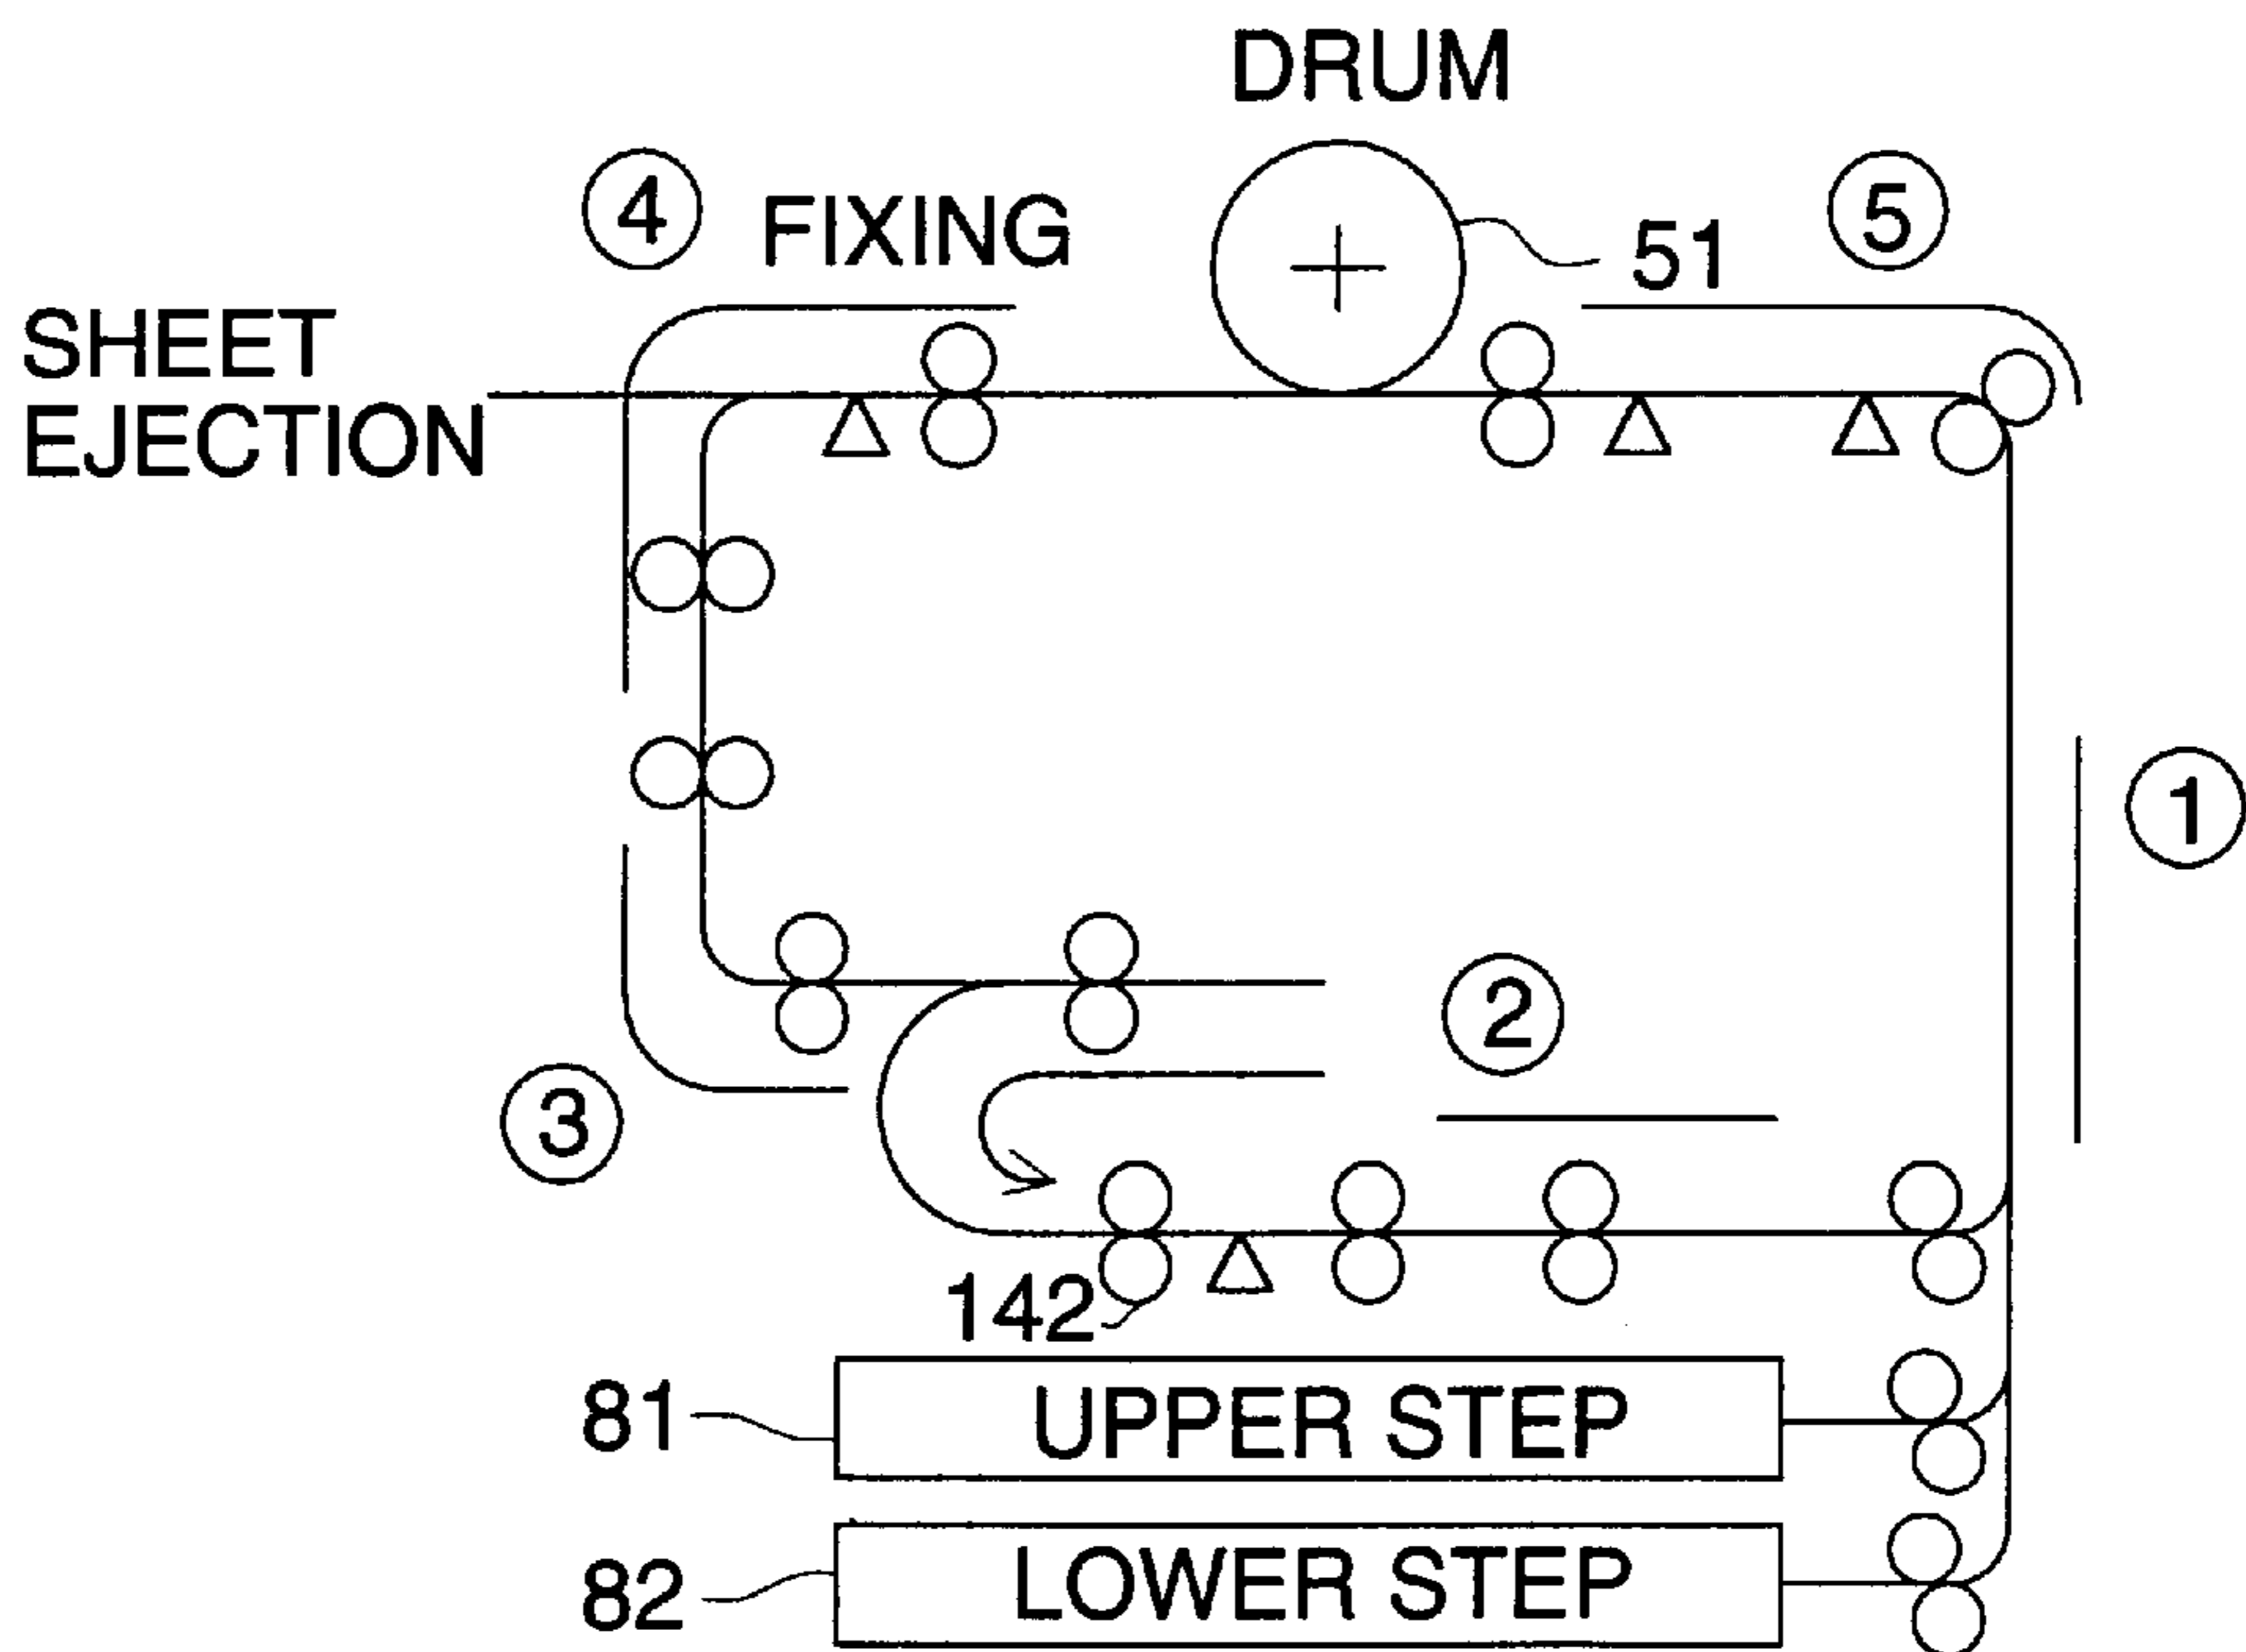 DRUM
4
FIXING
51
5
SHEET
EJECTION
1
2
3
142
81
UPPER STEP
82
LOWER STEP